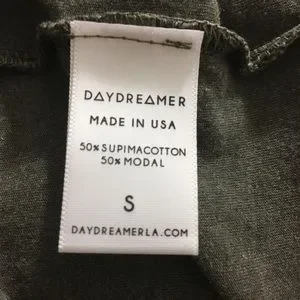 DAYDREAMER
MADE IN USA
50% SUPIMACOTTON
50% MODAL
S
DAYDREAMERLA.COM